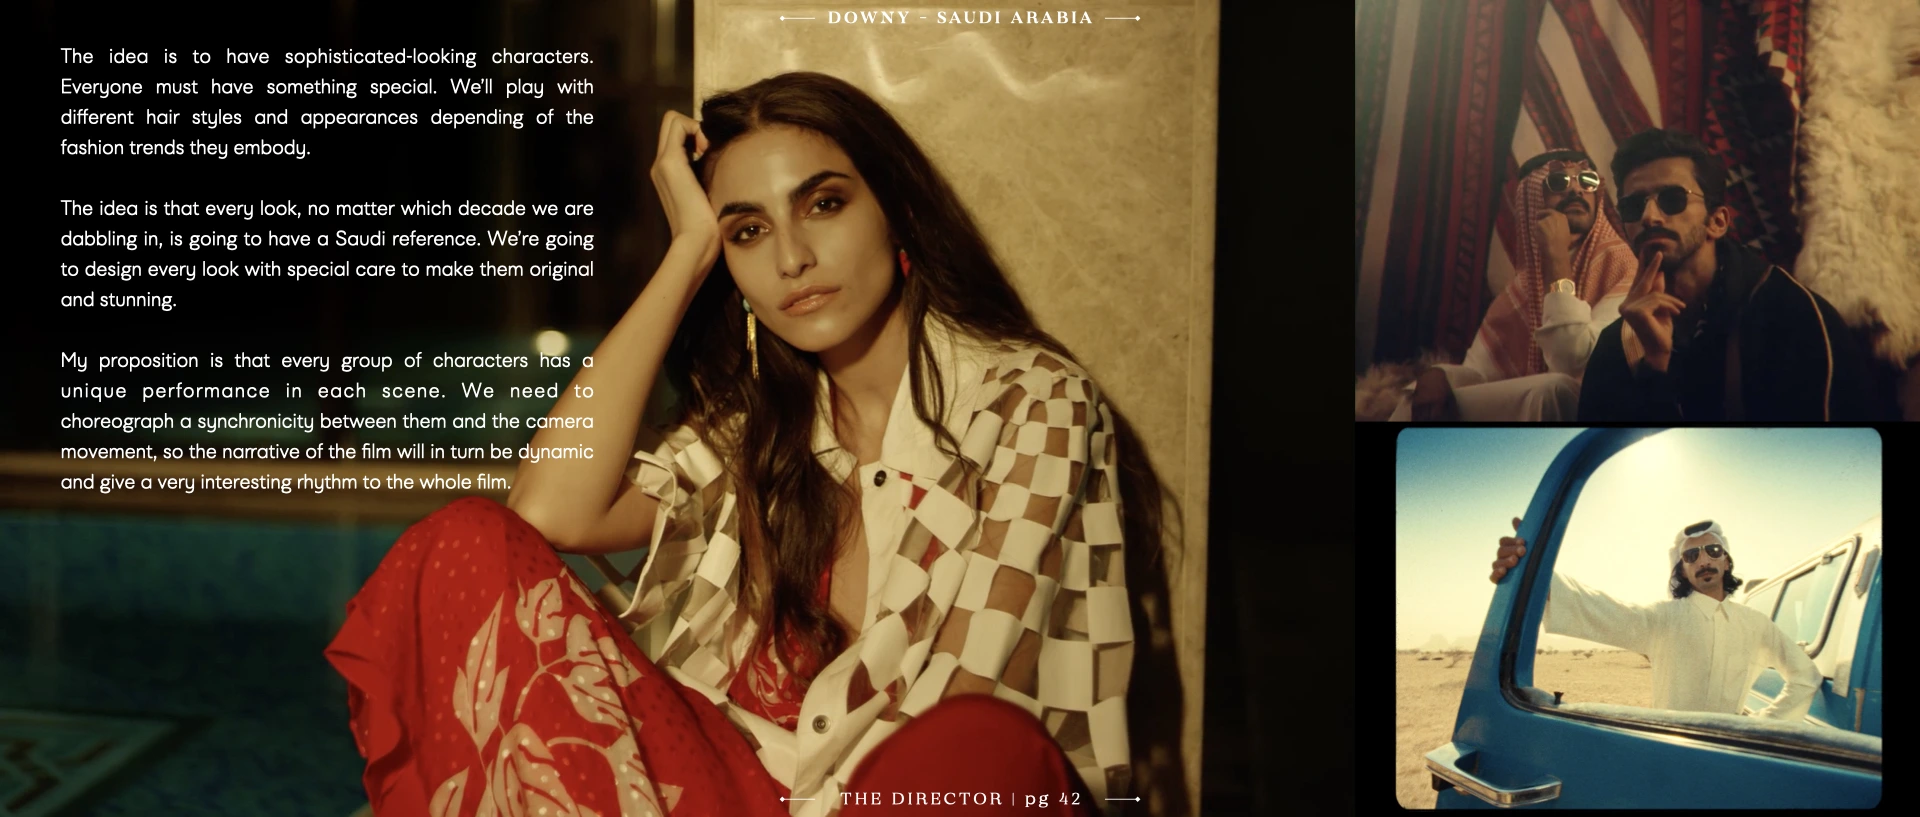 DOWNY - SAUDI ARABIA
The idea is to have sophisticated-looking characters.
Everyone must have something special. We'll play with
different hair styles and appearances depending of the
fashion trends they embody.
The idea is that every look, no matter which decade we are
dabbling in, is going to have a Saudi reference. We're going
to design every look with special care to make them original
and stunning.
My proposition is that every group of characters has a
unique performance in each scene. We need to
choreograph a synchronicity between them and the camera
movement, so the narrative of the film will in turn be dynamic
and give a very interesting rhythm to the whole film.
THE DIRECTOR | pg 42